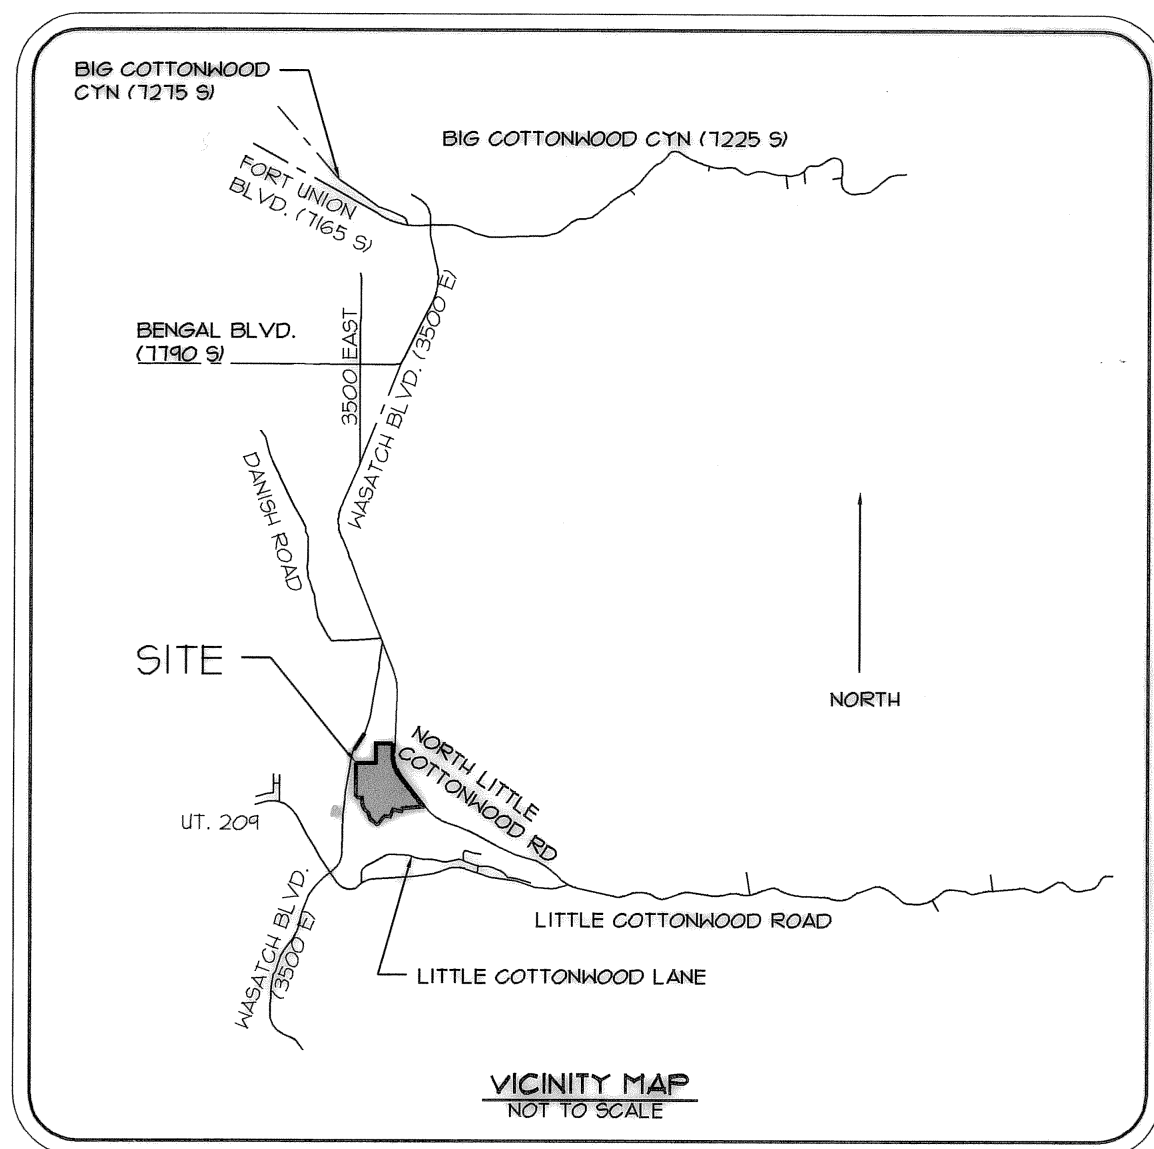 BIG COTTONWOOD
CYN (7275 S)
BIG COTTONWOOD CYN (7225 S)
FORT UNION
BLVD. (7165 S)
BENGAL BLVD.
(7790 S)
3500 EAST
WASATCH BLVD. (3500 E)
DANISH ROAD
SITE
NORTH
NORTH LITTLE
COTTONWOOD RD
UT. 209
WASATCH BLVD.
(3500 E)
LITTLE COTTONWOOD ROAD
LITTLE COTTONWOOD LANE
VICINITY MAP
NOT TO SCALE